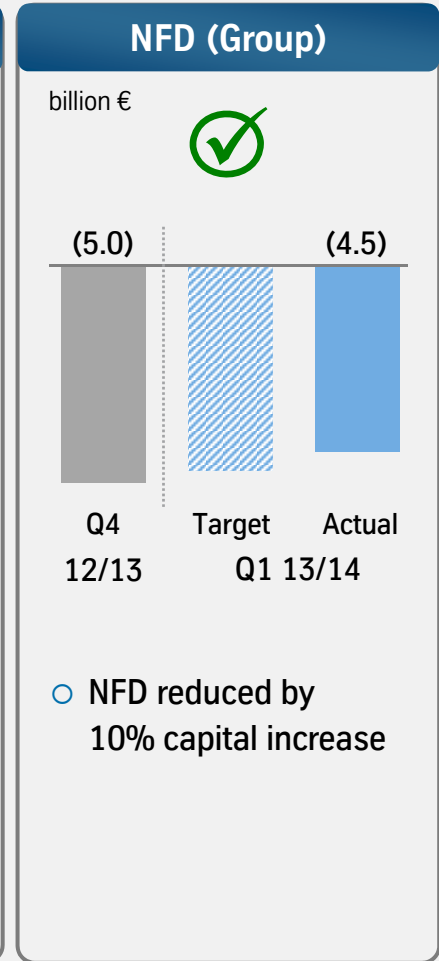 NFD (Group)
billion €
(5.0) (4.5)
Q4 Target Actual
12/13 Q1 13/14
NFD reduced by
10% capital increase